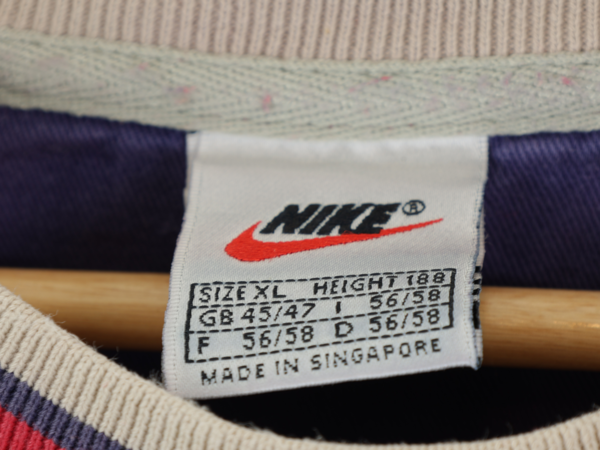 NIKE®
SIZE XL HEIGHT 188
GB 45/47 I 56/58
F 56/58 D 56/58
MADE IN SINGAPORE